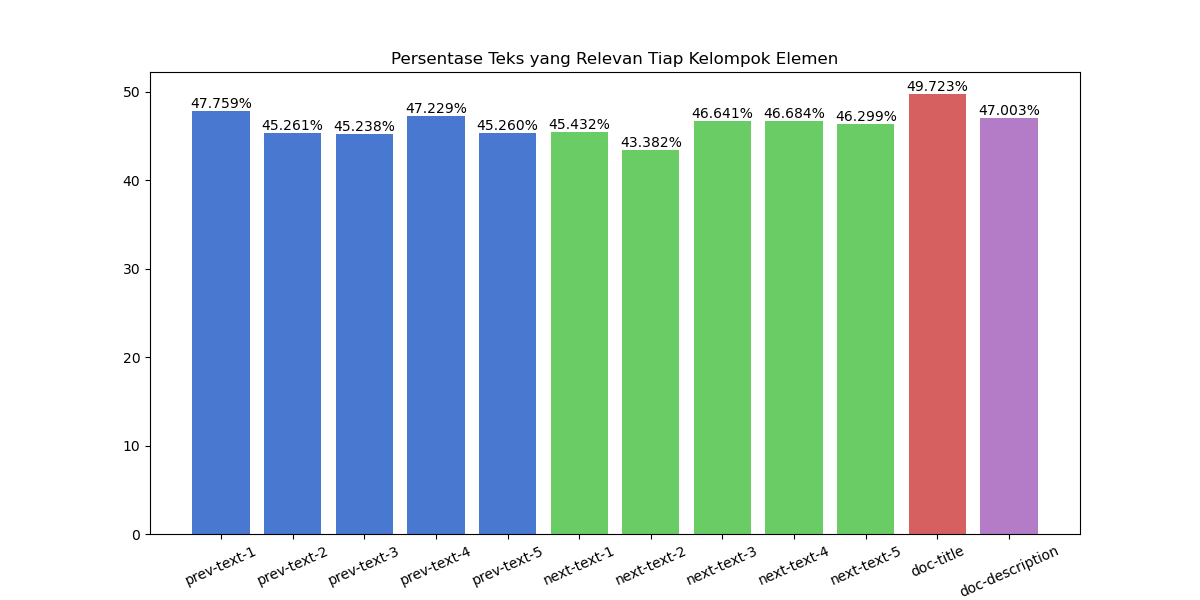 Persentase Teks yang Relevan Tiap Kelompok Elemen
50
40
30
20
10
0
47.759%
45.261%
45.238%
47.229%
45.260%
45.432%
43.382%
46.641%
46.684%
46.299%
49.723%
47.003%
prev-text-1
prev-text-2
prev-text-3
prev-text-4
prev-text-5
next-text-1
next-text-2
next-text-3
next-text-4
next-text-5
doc-title
doc-description